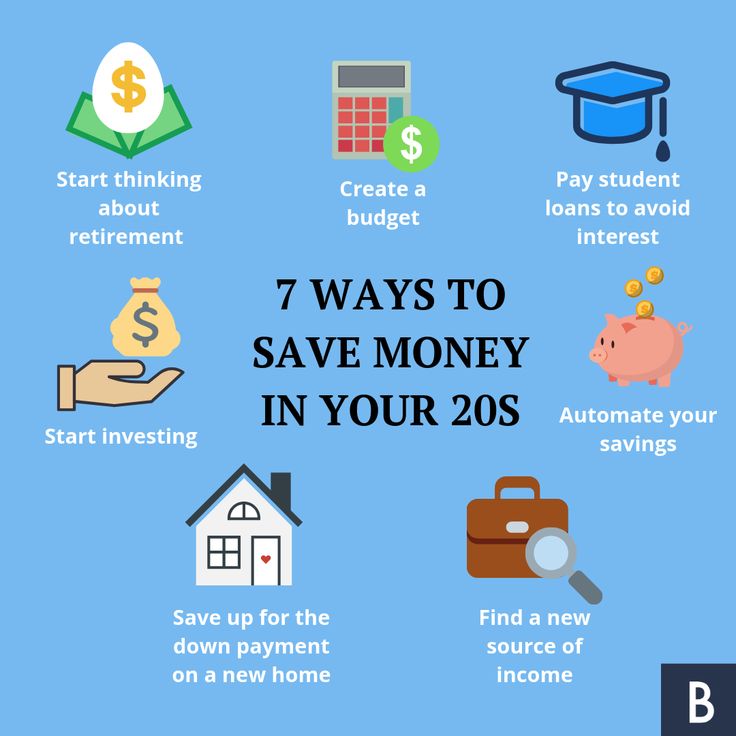 $
$
Start thinking
about
retirement
Create a
budget
Pay student
loans to avoid
interest
7 WAYS TO
SAVE MONEY
IN YOUR 20S
$
Start investing
Automate your
savings
Save up for the
down payment
on a new home
Find a new
source of
income
B